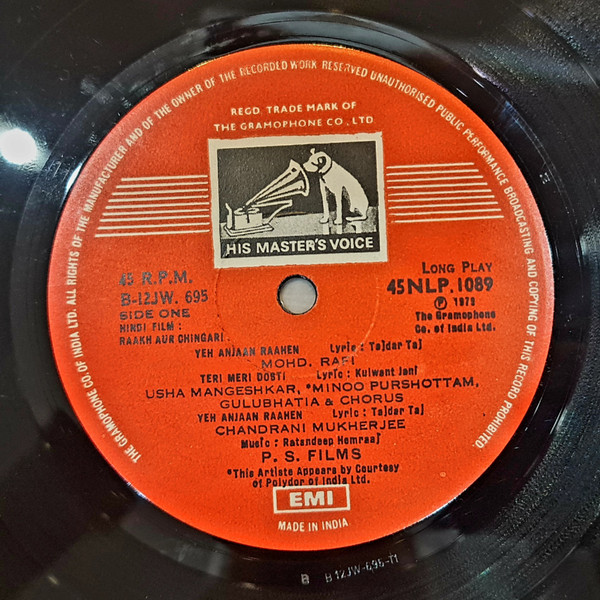 THE GRAMOPHONE CO OF INDIA LTD. ALL RIGHTS OF THE MANUFACTURER AND OF THE OWNER OF THE RECORDED WORK RESERVED UNAUTHORISED PUBLIC PERFORMANCE BROADCASTING AND COPYING OF THIS RECORD PROHIBITED.
REGD. TRADE MARK OF
THE GRAMOPHONE CO., LTD.
HIS MASTER'S VOICE
45 R.P.M.
B-12JW. 695
SIDE ONE
HINDI FILM :
RAAKH AUR CHINGARI.
LONG PLAY
45NLP.1089
Ⓟ 1979
The Gramophone
Co. of India Ltd.
YEH ANJAAN RAAHEN Lyric : Tajdar Taj
MOHD. RAFI
TERI MERI DOSTI Lyric : Kulwant Jani
USHA MANGESHKAR, *MINOO PURSHOTTAM,
GULUBHATIA & CHORUS
YEH ANJAAN RAAHEN Lyric : Tajdar Taj
CHANDRANI MUKHERJEE
Music : Ratandeep Hemraaj
P. S. FILMS
*This Artiste Appears by Courtesy
of Polydor of India Ltd.
EMI
MADE IN INDIA
B B12JW-695-T1